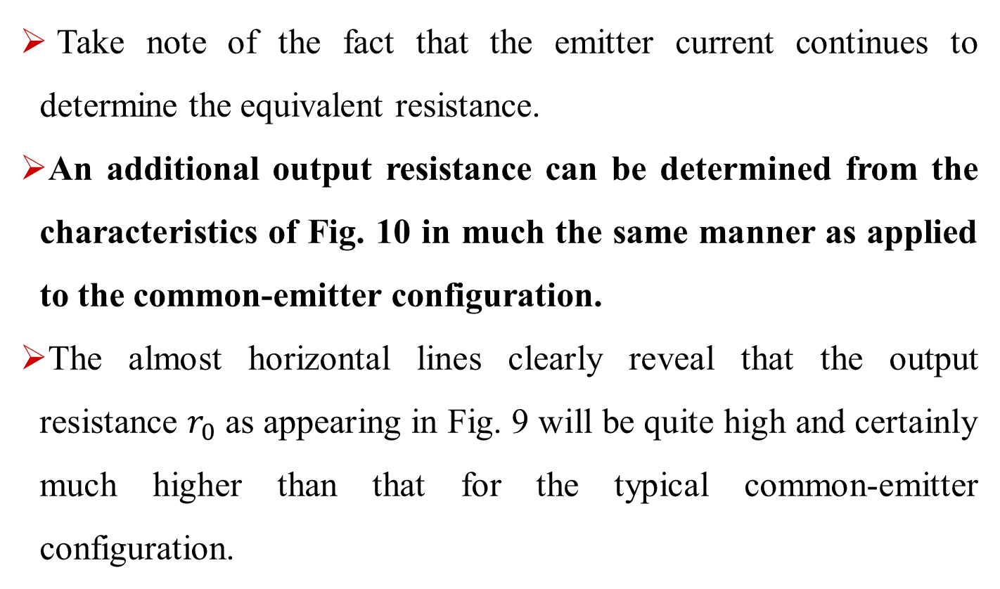 ➢ Take note of the fact that the emitter current continues to
determine the equivalent resistance.
➢An additional output resistance can be determined from the
characteristics of Fig. 10 in much the same manner as applied
to the common-emitter configuration.
➢The almost horizontal lines clearly reveal that the output
resistance r₀ as appearing in Fig. 9 will be quite high and certainly
much higher than that for the typical common-emitter
configuration.